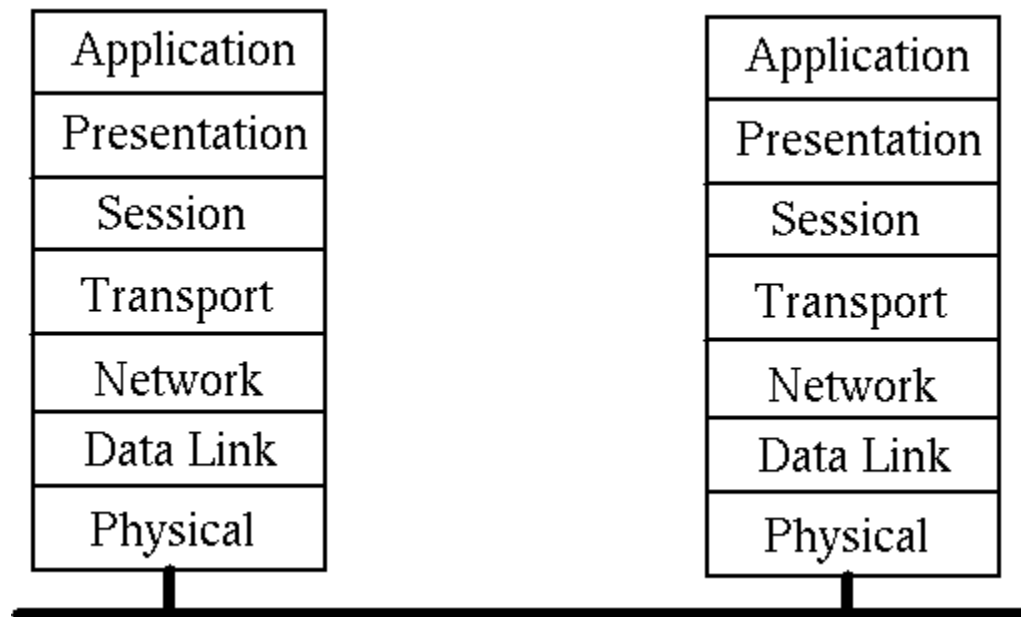 Application
Presentation
Session
Transport
Network
Data Link
Physical
Application
Presentation
Session
Transport
Network
Data Link
Physical